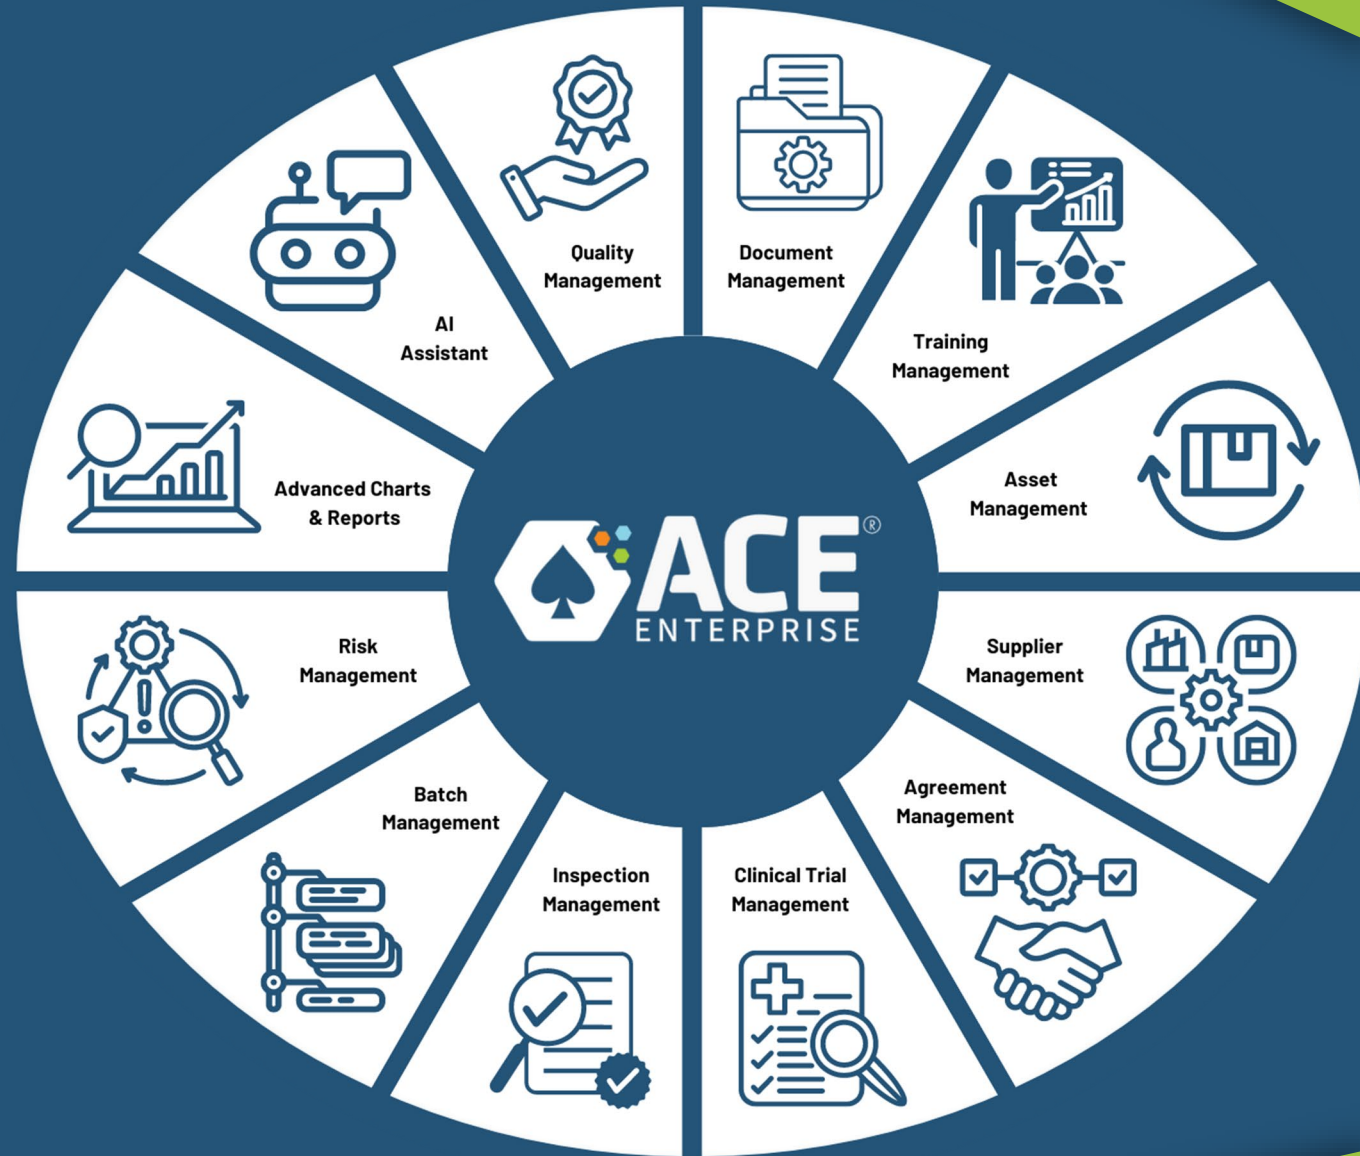 Quality
Management
Document
Management
Training
Management
Asset
Management
Supplier
Management
Agreement
Management
Clinical Trial
Management
Inspection
Management
Batch
Management
Risk
Management
Advanced Charts
& Reports
AI
Assistant
ACE®
ENTERPRISE